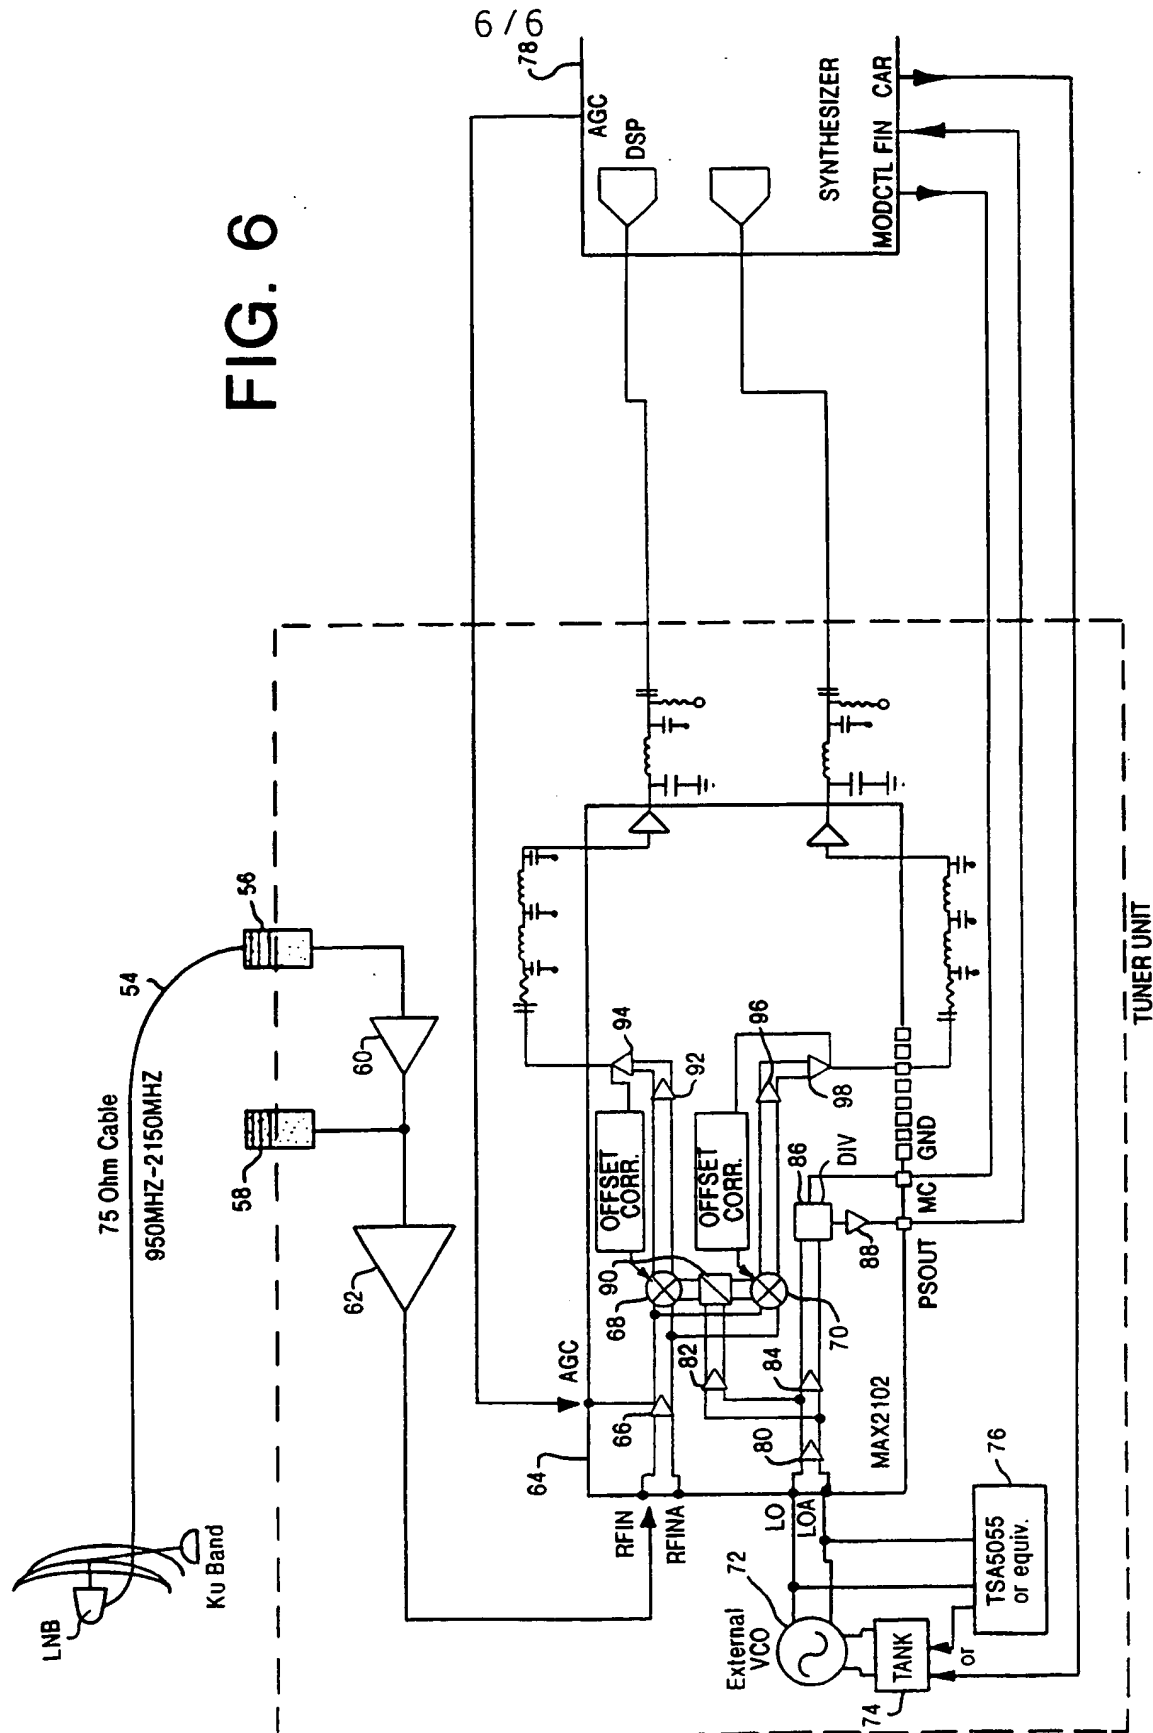 6/6
FIG. 6
LNB
Ku Band
75 Ohm Cable
950MHZ-2150MHZ
54
56
58
60
62
64
AGC
66
RFIN
RFINA
68
90
OFFSET
CORR.
94
92
OFFSET
CORR.
96
98
82
84
80
70
86
DIV
88
LO
LOA
MAX2102
PSOUT
MC
GND
External
VCO
72
TANK
74
or
TSA5055
or equiv.
76
78
AGC
DSP
SYNTHESIZER
MODCTL
FIN
CAR
TUNER UNIT